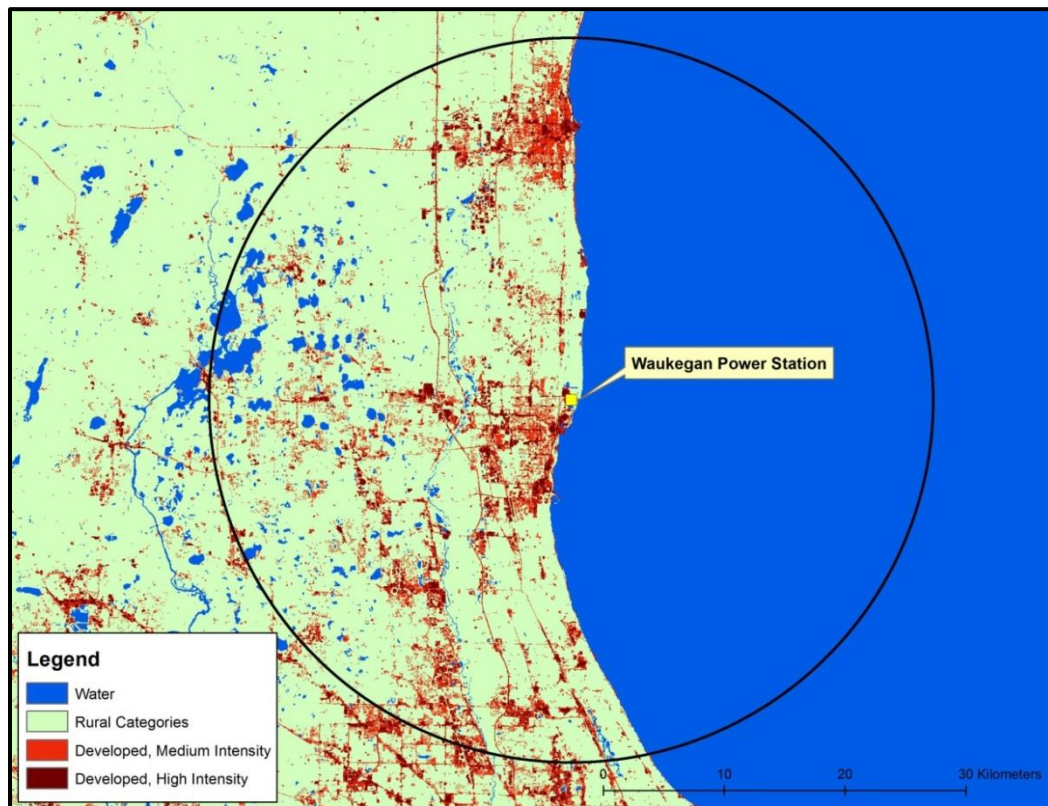 Waukegan Power Station
Legend
Water
Rural Categories
Developed, Medium Intensity
Developed, High Intensity
0 10 20 30 Kilometers